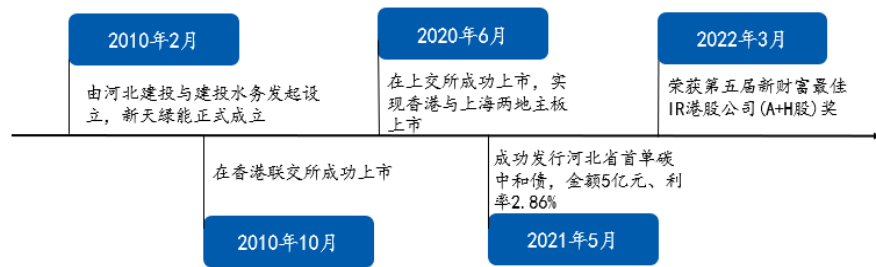 2010年2月
由河北建投与建投水务发起设
立，新天绿能正式成立
2010年10月
在香港联交所成功上市
2020年6月
在上交所成功上市，实
现香港与上海两地主板
上市
2021年5月
成功发行河北省首单碳
中和债，金额5亿元、利
率2.86%
2022年3月
荣获第五届新财富最佳
IR港股公司(A+H股)奖